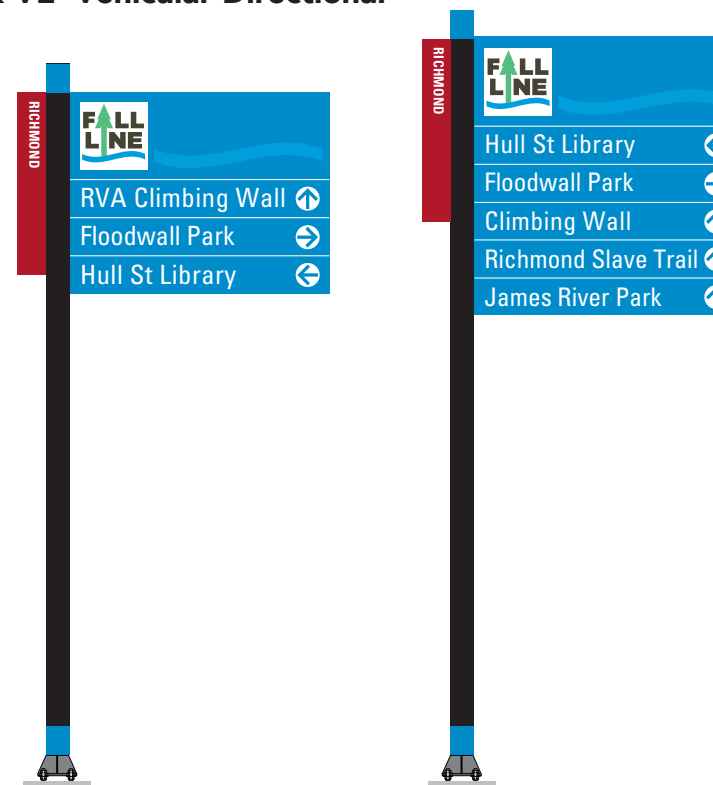 Vehicular Directional
RICHMOND
FALL
LINE
RVA Climbing Wall
Floodwall Park
Hull St Library
RICHMOND
FALL
LINE
Hull St Library
Floodwall Park
Climbing Wall
Richmond Slave Trail
James River Park